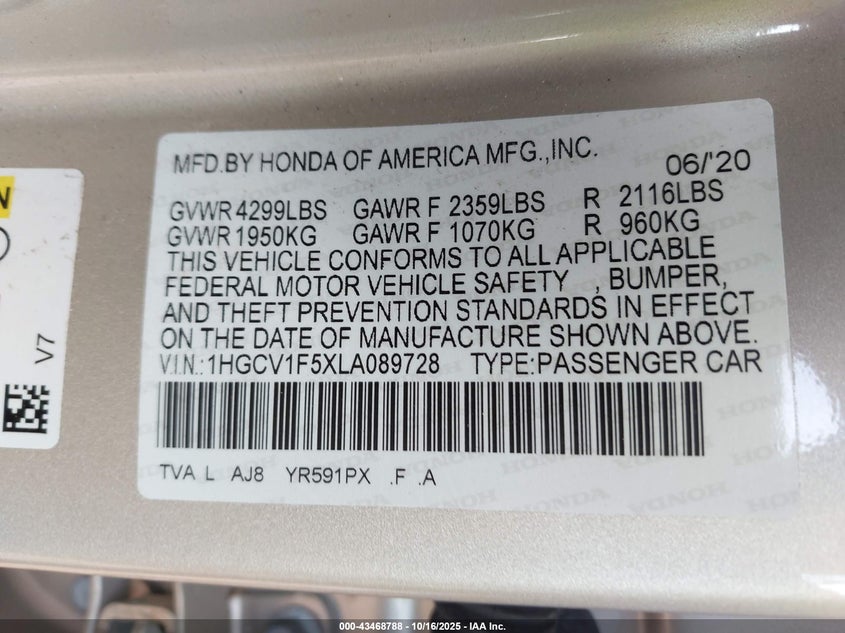 MFD.BY HONDA OF AMERICA MFG.,INC. 06/'20
GVWR 4299LBS GAWR F 2359LBS R 2116LBS
GVWR 1950KG GAWR F 1070KG R 960KG
THIS VEHICLE CONFORMS TO ALL APPLICABLE
FEDERAL MOTOR VEHICLE SAFETY , BUMPER,
AND THEFT PREVENTION STANDARDS IN EFFECT
ON THE DATE OF MANUFACTURE SHOWN ABOVE.
V.I.N.:1HGCV1F5XLA089728 TYPE:PASSENGER CAR
TVA L AJ8 YR591PX .F .A
N
V7
000-43468788 - 10/16/2025 - IAA Inc.